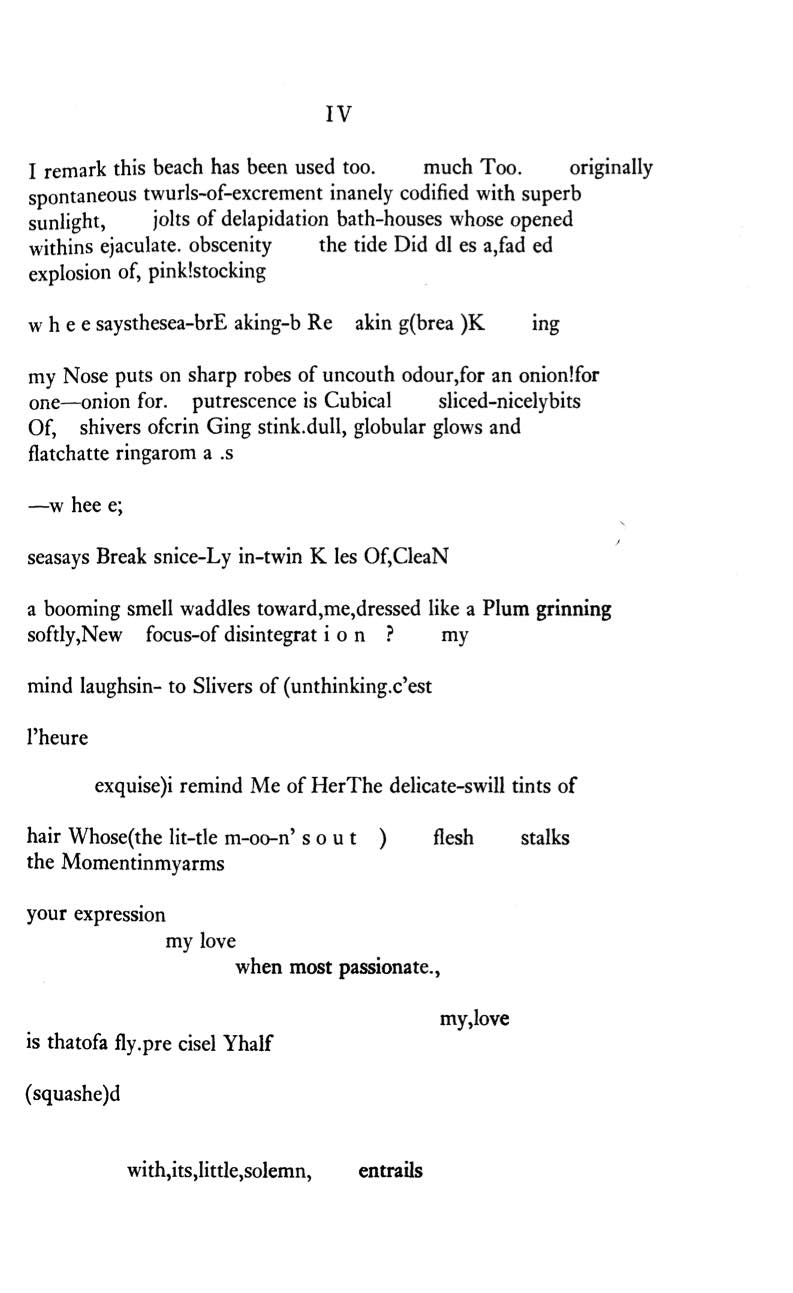 IV
I remark this beach has been used too.    much Too.    originally
spontaneous twurls-of-excrement inanely codified with superb
sunlight,    jolts of delapidation bath-houses whose opened
withins ejaculate. obscenity    the tide Did dl es a,fad ed
explosion of, pink!stocking
w h e e saysthesea-brE aking-b Re  akin g(brea )K    ing
my Nose puts on sharp robes of uncouth odour,for an onion!for
one—onion for.  putrescence is Cubical    sliced-nicelybits
Of,  shivers ofcrin Ging stink.dull, globular glows and
flatchatte ringarom a .s
—w hee e;
seasays Break snice-Ly in-twin K les Of,CleaN
a booming smell waddles toward,me,dressed like a Plum grinning
softly,New  focus-of disintegrat i o n  ?    my
mind laughsin- to Slivers of (unthinking.c'est
l'heure
exquise)i remind Me of HerThe delicate-swill tints of
hair Whose(the lit-tle m-oo-n' s o u t  )    flesh    stalks
the Momentinmyarms
your expression
my love
when most passionate.,
my,love
is thatofa fly.pre cisel Yhalf
(squashe)d
with,its,little,solemn,    entrails